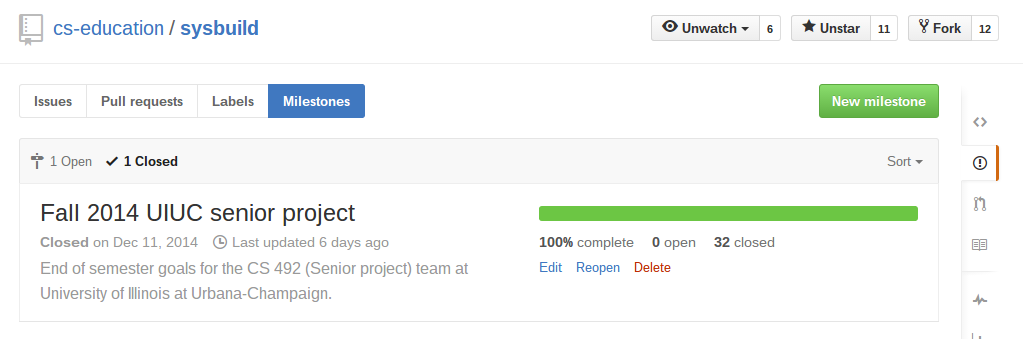 cs-education / sysbuild
Unwatch 6 Unstar 11 Fork 12
Issues Pull requests Labels Milestones New milestone
1 Open 1 Closed Sort
Fall 2014 UIUC senior project
Closed on Dec 11, 2014 Last updated 6 days ago
100% complete 0 open 32 closed
End of semester goals for the CS 492 (Senior project) team at
University of Illinois at Urbana-Champaign.
Edit Reopen Delete